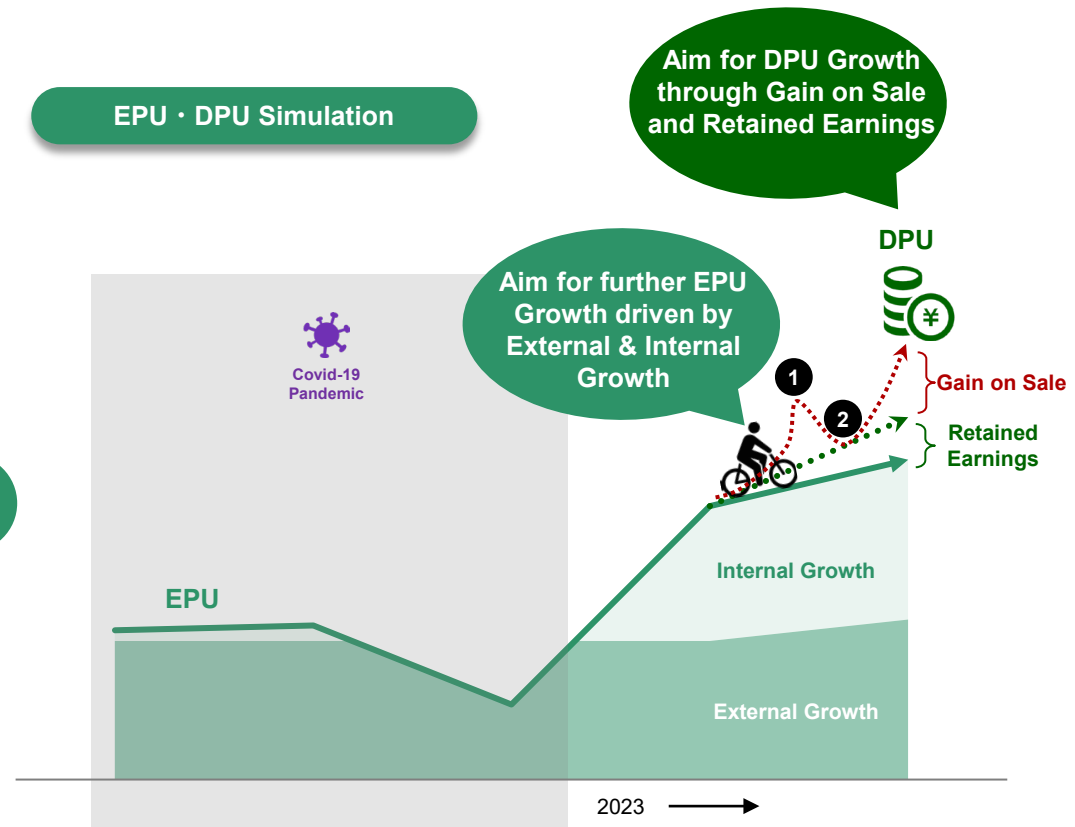 EPU・DPU Simulation
Aim for DPU Growth
through Gain on Sale
and Retained Earnings
DPU
¥
Aim for further EPU
Growth driven by
External & Internal
Growth
Covid-19
Pandemic
1
2
Gain on Sale
Retained
Earnings
Internal Growth
EPU
External Growth
2023